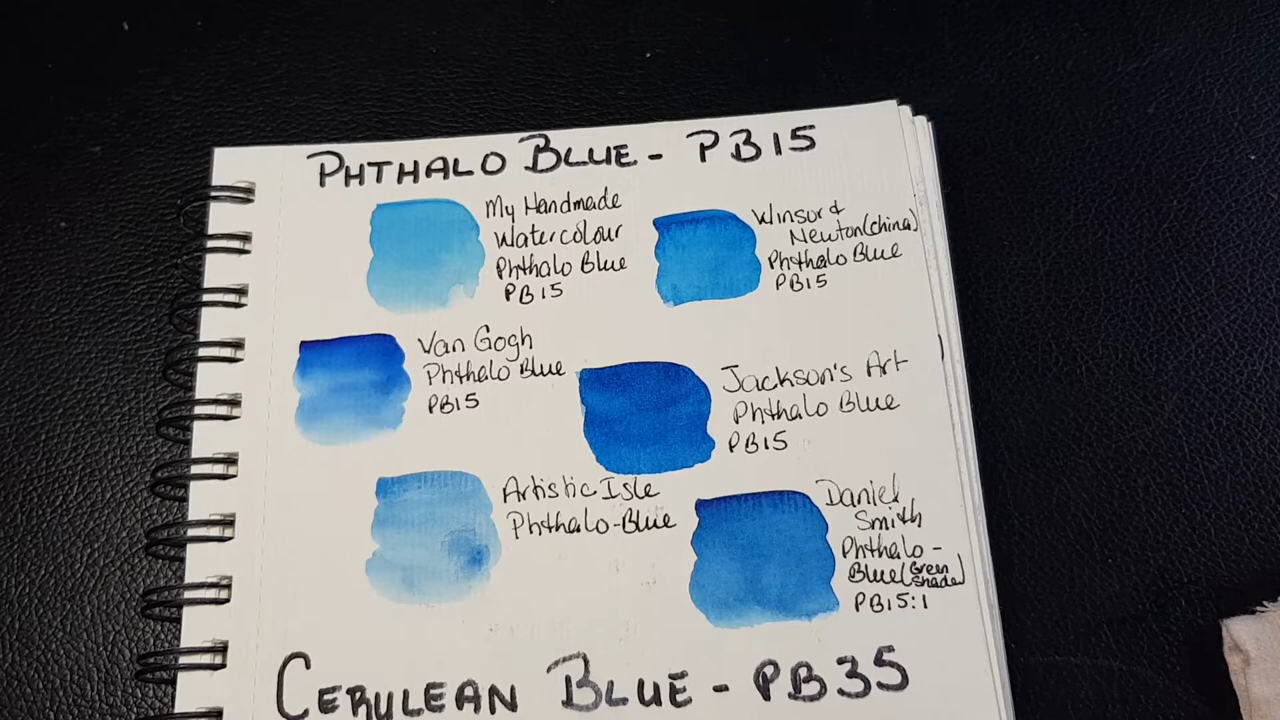 PHTHALO BLUE - PB15
My Handmade
Watercolour
Phthalo Blue
PB15
Winsor &
Newton(china)
Phthalo Blue
PB15
Van Gogh
Phthalo Blue
PB15
Jackson's Art
Phthalo Blue
PB15
Artistic Isle
Phthalo-Blue
Daniel
Smith
Phthalo-
Blue(Green
Shade)
PB15:1
CERULEAN BLUE - PB35